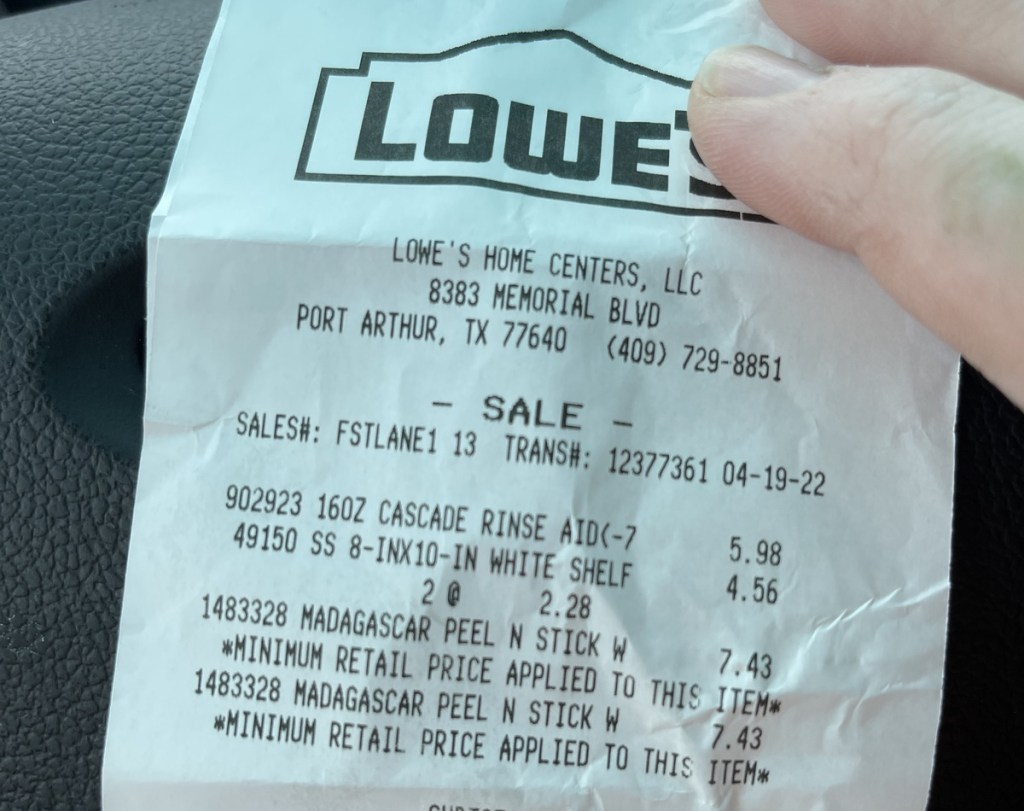 LOWE'S
LOWE'S HOME CENTERS, LLC
8383 MEMORIAL BLVD
PORT ARTHUR, TX 77640 (409) 729-8851
- SALE -
SALES#: FSTLANE1 13 TRANS#: 12377361 04-19-22
902923 16OZ CASCADE RINSE AID(-7 5.98
49150 SS 8-INX10-IN WHITE SHELF 4.56
2 @ 2.28
1483328 MADAGASCAR PEEL N STICK W 7.43
*MINIMUM RETAIL PRICE APPLIED TO THIS ITEM*
1483328 MADAGASCAR PEEL N STICK W 7.43
*MINIMUM RETAIL PRICE APPLIED TO THIS ITEM*